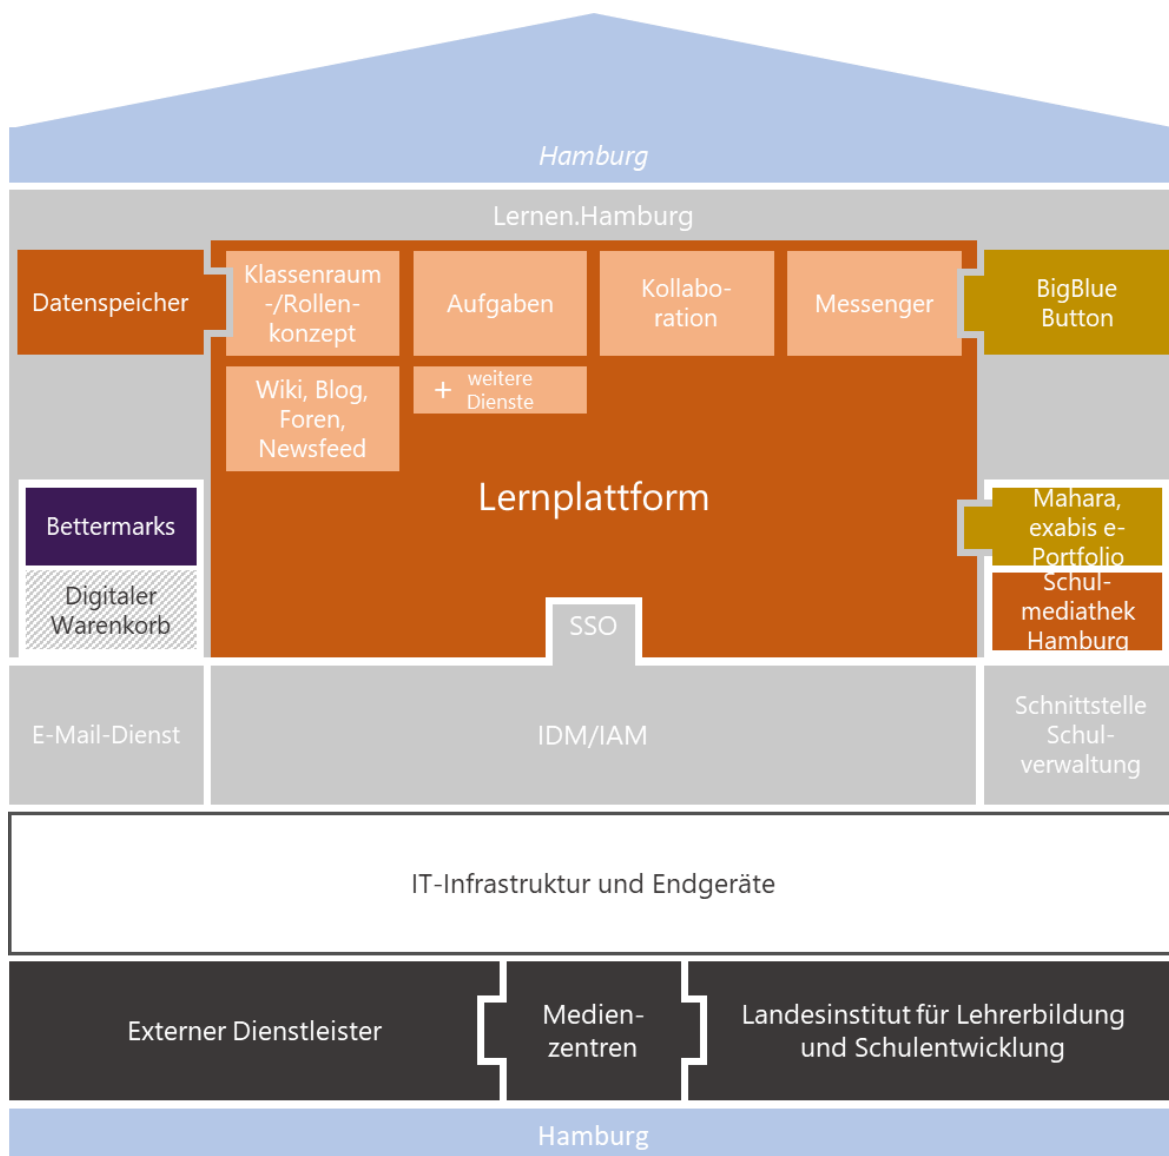 Hamburg
Lernen.Hamburg
Datenspeicher
Klassenraum
-/Rollen-
konzept
Aufgaben
Kollabo-
ration
Messenger
BigBlue
Button
Wiki, Blog,
Foren,
Newsfeed
+ weitere
Dienste
Lernplattform
Bettermarks
Digitaler
Warenkorb
Mahara,
exabis e-
Portfolio
Schul-
mediathek
Hamburg
SSO
E-Mail-Dienst
IDM/IAM
Schnittstelle
Schul-
verwaltung
IT-Infrastruktur und Endgeräte
Externer Dienstleister
Medien-
zentren
Landesinstitut für Lehrerbildung
und Schulentwicklung
Hamburg